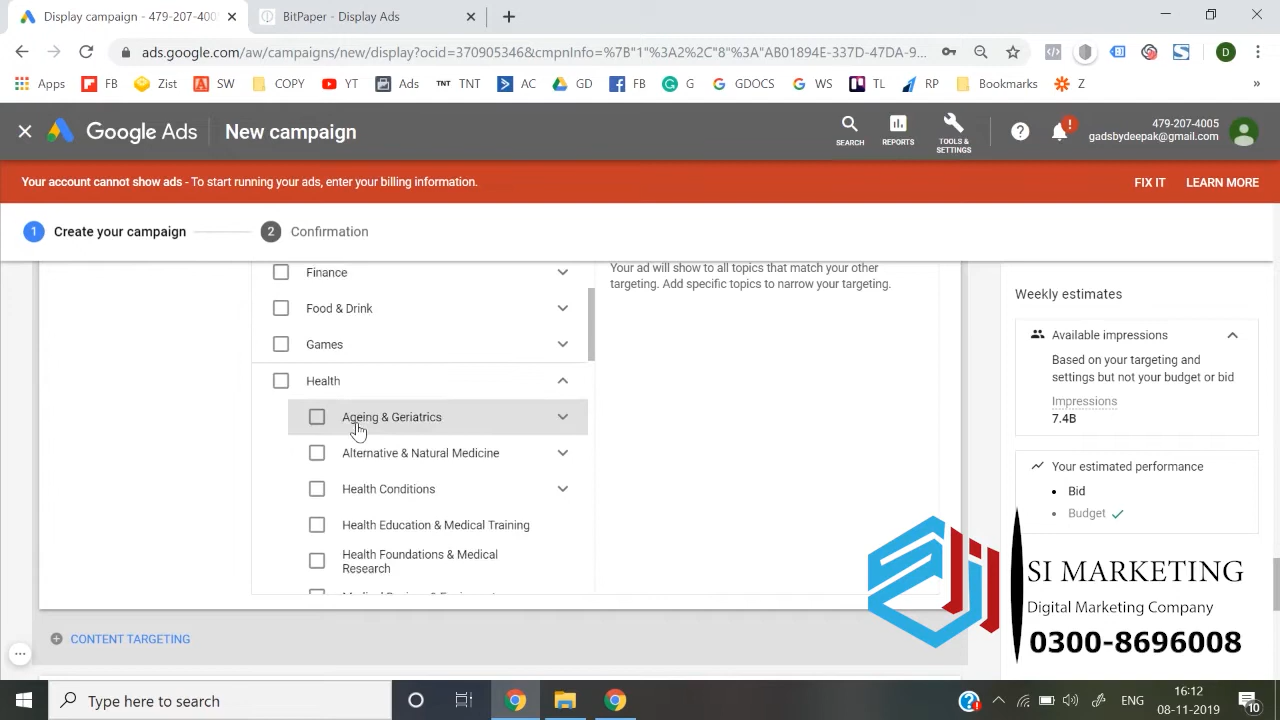 Display campaign - 479-207-400
BitPaper - Display Ads
ads.google.com/aw/campaigns/new/display?ocid=370905346&cmpnInfo=%7B"1"%3A2%2C"8"%3A"AB01894E-337D-47DA-9...
Apps FB Zist SW COPY YT Ads TNT TNT AC GD FB G GDOCS WS TL RP Bookmarks Z »
Google Ads New campaign
SEARCH REPORTS TOOLS & SETTINGS
479-207-4005
gadsbydeepak@gmail.com
Your account cannot show ads - To start running your ads, enter your billing information. FIX IT LEARN MORE
1 Create your campaign 2 Confirmation
Finance
Food & Drink
Games
Health
Ageing & Geriatrics
Alternative & Natural Medicine
Health Conditions
Health Education & Medical Training
Health Foundations & Medical
Research
Your ad will show to all topics that match your other
targeting. Add specific topics to narrow your targeting.
Weekly estimates
Available impressions
Based on your targeting and
settings but not your budget or bid
Impressions
7.4B
Your estimated performance
Bid
Budget
CONTENT TARGETING
SI MARKETING
Digital Marketing Company
0300-8696008
Type here to search
ENG
16:12
08-11-2019
10